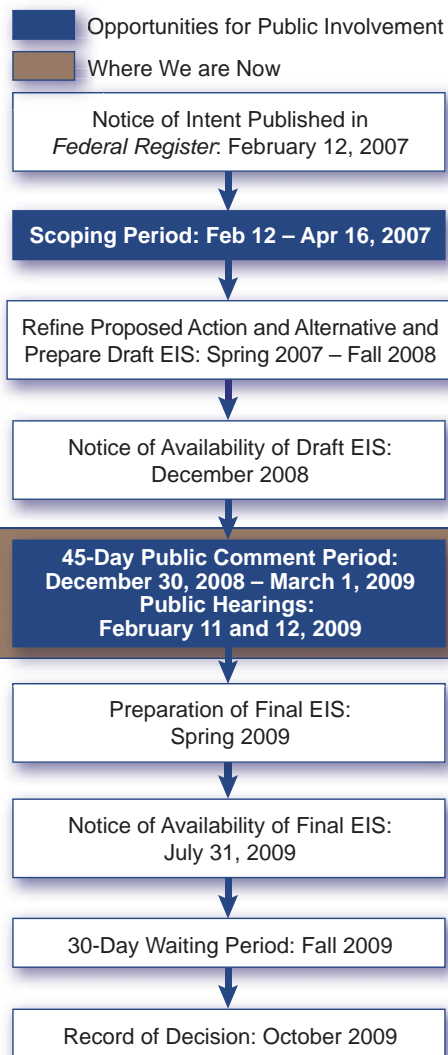 Opportunities for Public Involvement
Where We are Now
Notice of Intent Published in
Federal Register: February 12, 2007
Scoping Period: Feb 12 – Apr 16, 2007
Refine Proposed Action and Alternative and
Prepare Draft EIS: Spring 2007 – Fall 2008
Notice of Availability of Draft EIS:
December 2008
45-Day Public Comment Period:
December 30, 2008 – March 1, 2009
Public Hearings:
February 11 and 12, 2009
Preparation of Final EIS:
Spring 2009
Notice of Availability of Final EIS:
July 31, 2009
30-Day Waiting Period: Fall 2009
Record of Decision: October 2009